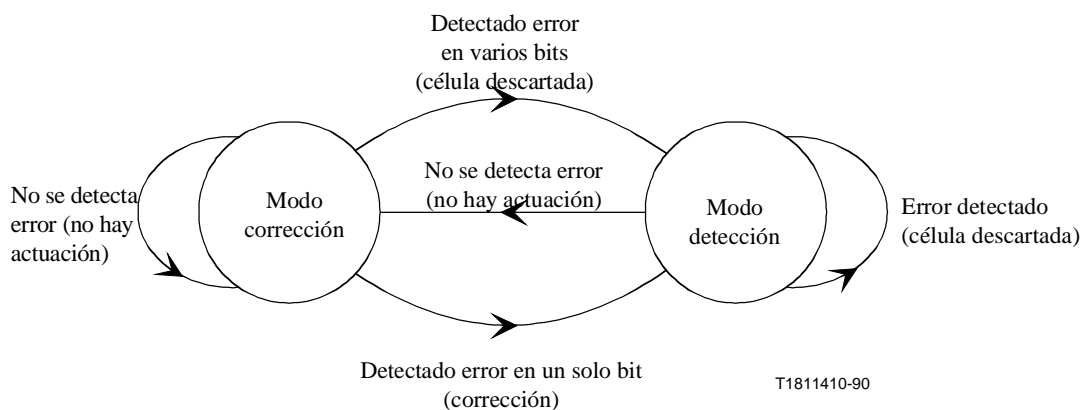 Detectado error
en varios bits
(célula descartada)
No se detecta
error (no hay
actuación)
Modo
corrección
No se detecta error
(no hay actuación)
Modo
detección
Error detectado
(célula descartada)
Detectado error en un solo bit
(corrección)
T1811410-90